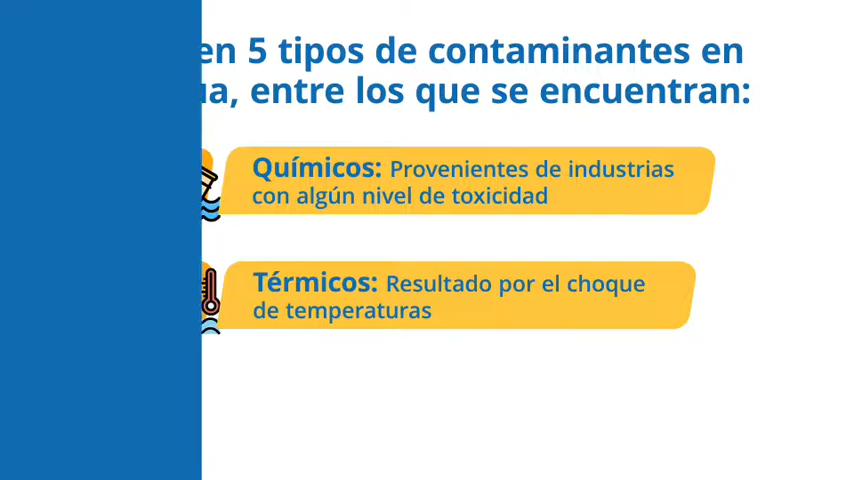 en 5 tipos de contaminantes en
ua, entre los que se encuentran:
Químicos: Provenientes de industrias
con algún nivel de toxicidad
Térmicos: Resultado por el choque
de temperaturas